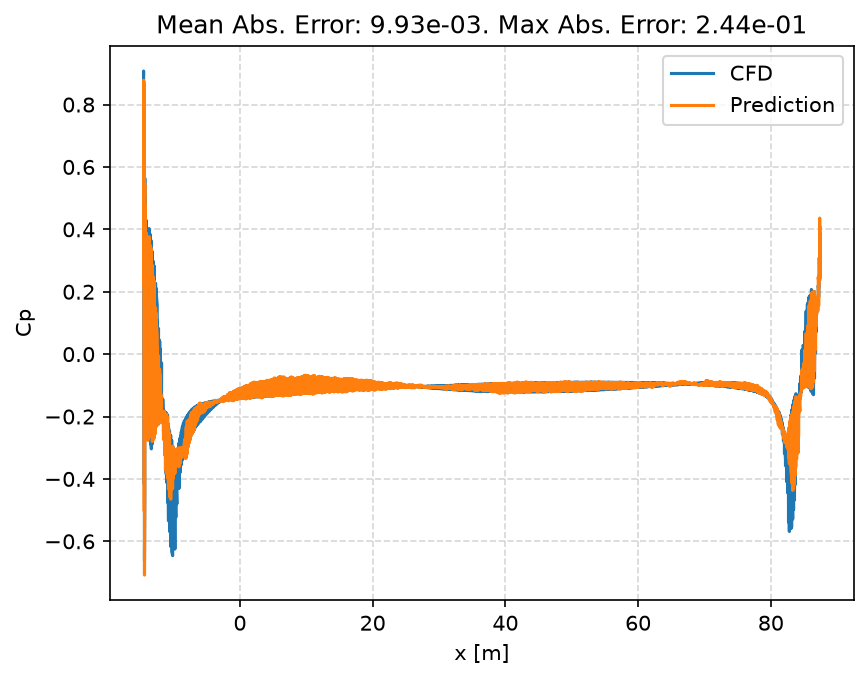 Mean Abs. Error: 9.93e-03. Max Abs. Error: 2.44e-01
CFD
Prediction
0.8
0.6
0.4
0.2
0.0
−0.2
−0.4
−0.6
Cp
0 20 40 60 80
x [m]